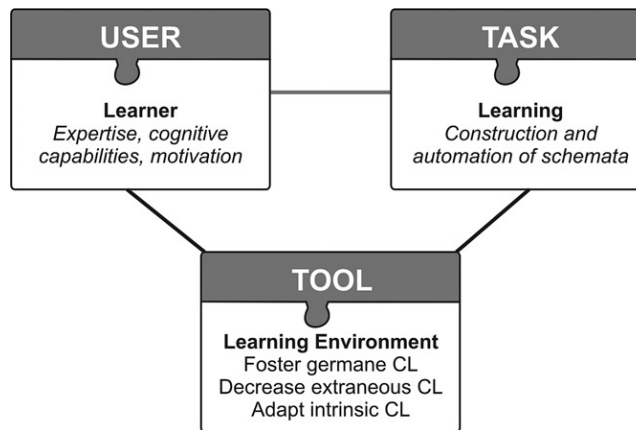 USER
Learner
Expertise, cognitive
capabilities, motivation
TASK
Learning
Construction and
automation of schemata
TOOL
Learning Environment
Foster germane CL
Decrease extraneous CL
Adapt intrinsic CL